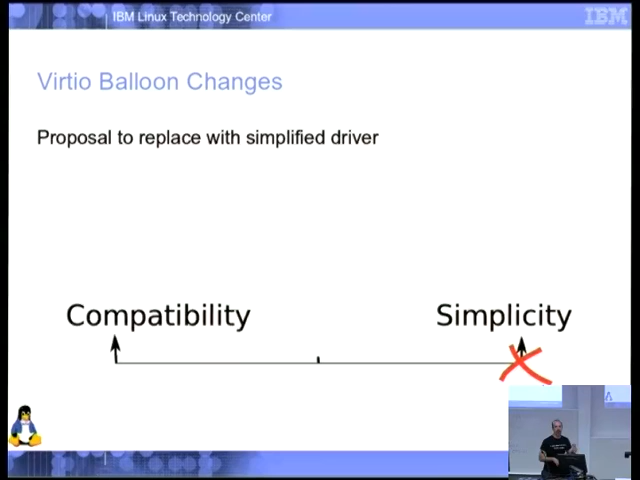 IBM Linux Technology Center
IBM
Virtio Balloon Changes
Proposal to replace with simplified driver
Compatibility
Simplicity